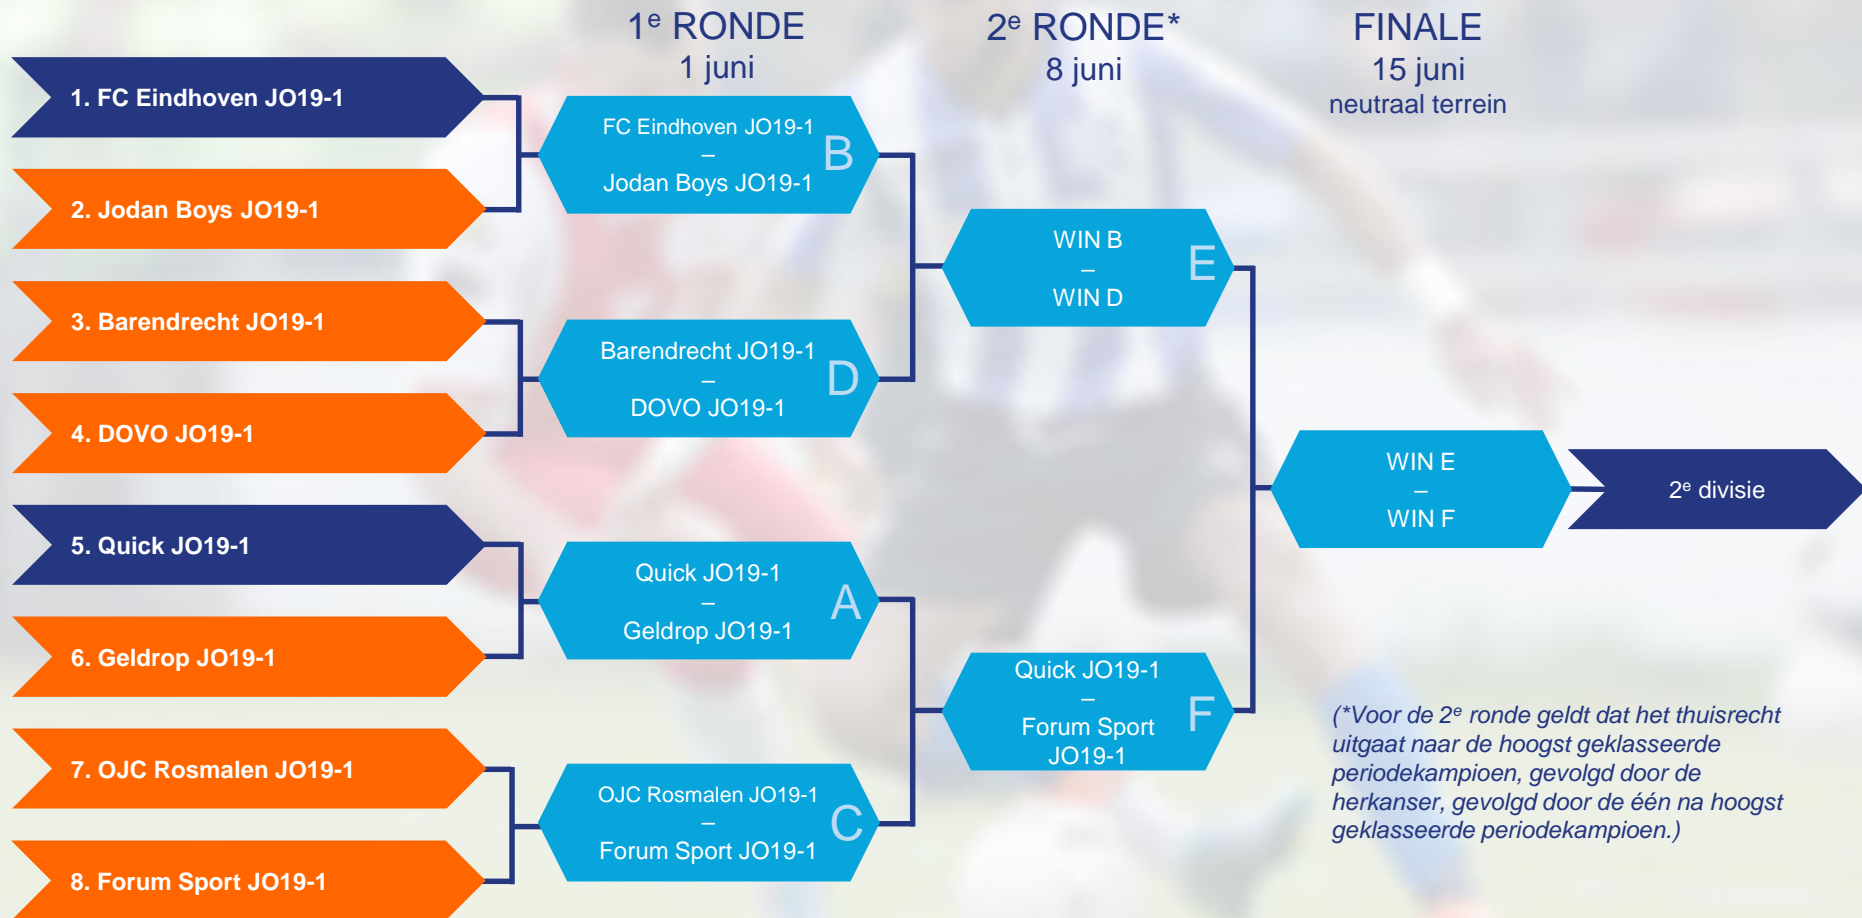 1e RONDE
1 juni
2e RONDE*
8 juni
FINALE
15 juni
neutraal terrein
1. FC Eindhoven JO19-1
2. Jodan Boys JO19-1
3. Barendrecht JO19-1
4. DOVO JO19-1
5. Quick JO19-1
6. Geldrop JO19-1
7. OJC Rosmalen JO19-1
8. Forum Sport JO19-1
FC Eindhoven JO19-1
–
Jodan Boys JO19-1
B
Barendrecht JO19-1
–
DOVO JO19-1
D
Quick JO19-1
–
Geldrop JO19-1
A
OJC Rosmalen JO19-1
–
Forum Sport JO19-1
C
WIN B
–
WIN D
E
Quick JO19-1
–
Forum Sport
JO19-1
F
WIN E
–
WIN F
2e divisie
(*Voor de 2e ronde geldt dat het thuisrecht
uitgaat naar de hoogst geklasseerde
periodekampioen, gevolgd door de
herkanser, gevolgd door de één na hoogst
geklasseerde periodekampioen.)